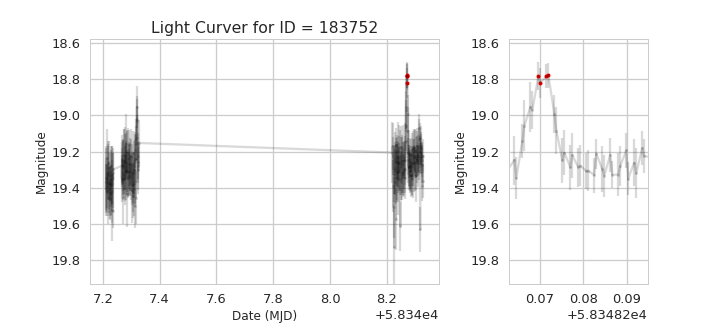 Light Curver for ID = 183752
Magnitude
18.6
18.8
19.0
19.2
19.4
19.6
19.8
7.2 7.4 7.6 7.8 8.0 8.2
Date (MJD)
+5.834e4
Magnitude
18.6
18.8
19.0
19.2
19.4
19.6
19.8
0.07 0.08 0.09
+5.83482e4